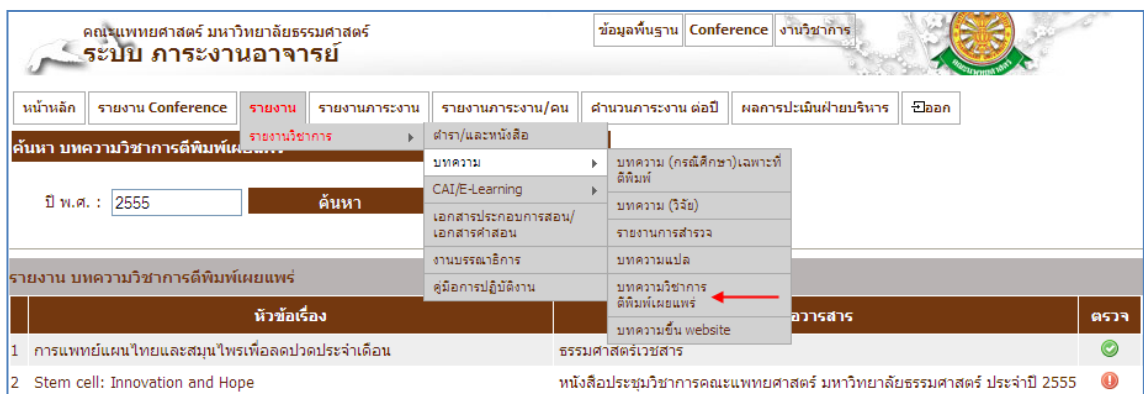 คณะแพทยศาสตร์ มหาวิทยาลัยธรรมศาสตร์
ระบบ ภาระงานอาจารย์
ข้อมูลพื้นฐาน Conference งานวิชาการ
หน้าหลัก รายงาน Conference รายงาน รายงานภาระงาน รายงานภาระงาน/คน คำนวนภาระงาน ต่อปี ผลการประเมินฝ่ายบริหาร ออก
รายงานวิชาการ
ค้นหา บทความวิชาการตีพิมพ์เผยแพร่
ปี พ.ศ. : 2555 ค้นหา
ตำรา/และหนังสือ
บทความ
CAI/E-Learning
เอกสารประกอบการสอน/
เอกสารคำสอน
งานบรรณาธิการ
คู่มือการปฏิบัติงาน
บทความ (กรณีศึกษา)เฉพาะที่
ตีพิมพ์
บทความ (วิจัย)
รายงานการสำรวจ
บทความแปล
บทความวิชาการ
ตีพิมพ์เผยแพร่
บทความขึ้น website
รายงาน บทความวิชาการตีพิมพ์เผยแพร่
หัวข้อเรื่อง อวารสาร ตรวจ
1 การแพทย์แผนไทยและสมุนไพรเพื่อลดปวดประจำเดือน ธรรมศาสตร์เวชสาร
2 Stem cell: Innovation and Hope หนังสือประชุมวิชาการคณะแพทยศาสตร์ มหาวิทยาลัยธรรมศาสตร์ ประจำปี 2555